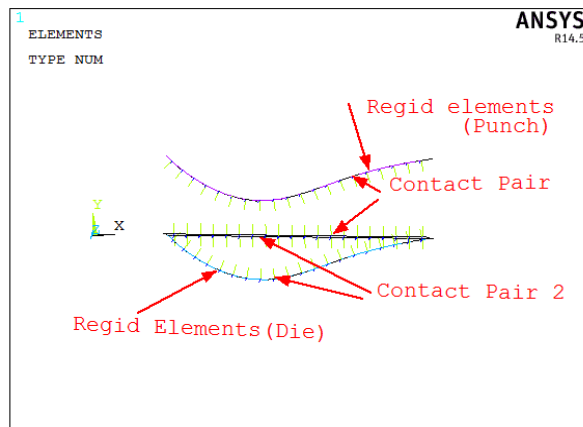 1
ELEMENTS
TYPE NUM
ANSYS
R14.5
Regid elements
(Punch)
Contact Pair
Y
X
Contact Pair 2
Regid Elements(Die)